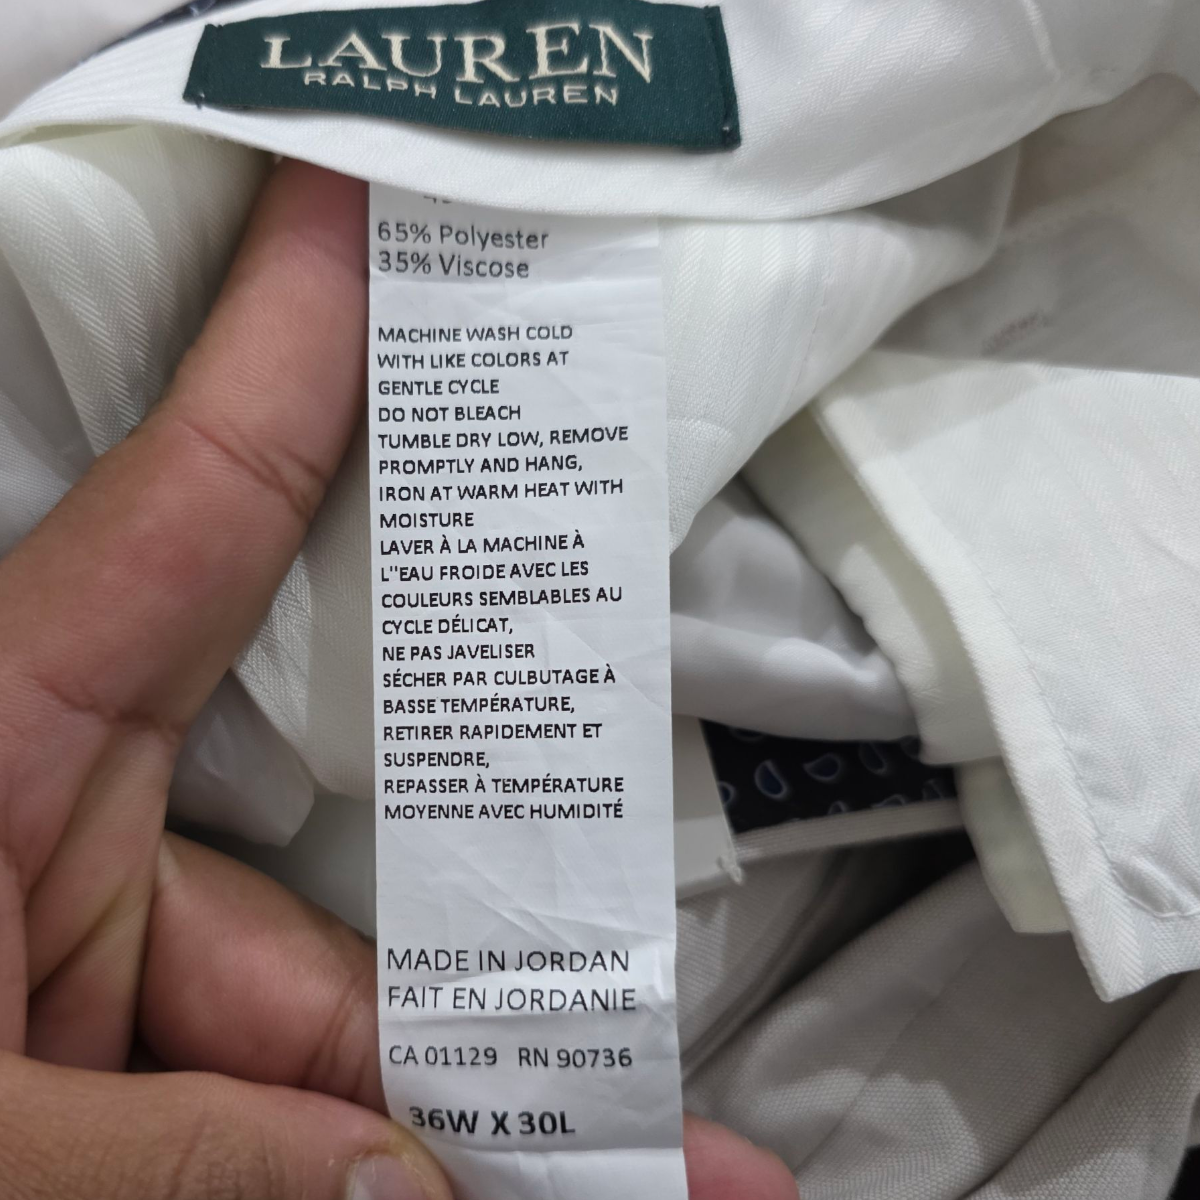 LAUREN
RALPH LAUREN
65% Polyester
35% Viscose
MACHINE WASH COLD
WITH LIKE COLORS AT
GENTLE CYCLE
DO NOT BLEACH
TUMBLE DRY LOW, REMOVE
PROMPTLY AND HANG,
IRON AT WARM HEAT WITH
MOISTURE
LAVER À LA MACHINE À
L''EAU FROIDE AVEC LES
COULEURS SEMBLABLES AU
CYCLE DÉLICAT,
NE PAS JAVELISER
SÉCHER PAR CULBUTAGE À
BASSE TEMPÉRATURE,
RETIRER RAPIDEMENT ET
SUSPENDRE,
REPASSER À TEMPÉRATURE
MOYENNE AVEC HUMIDITÉ
MADE IN JORDAN
FAIT EN JORDANIE
CA 01129 RN 90736
36W X 30L